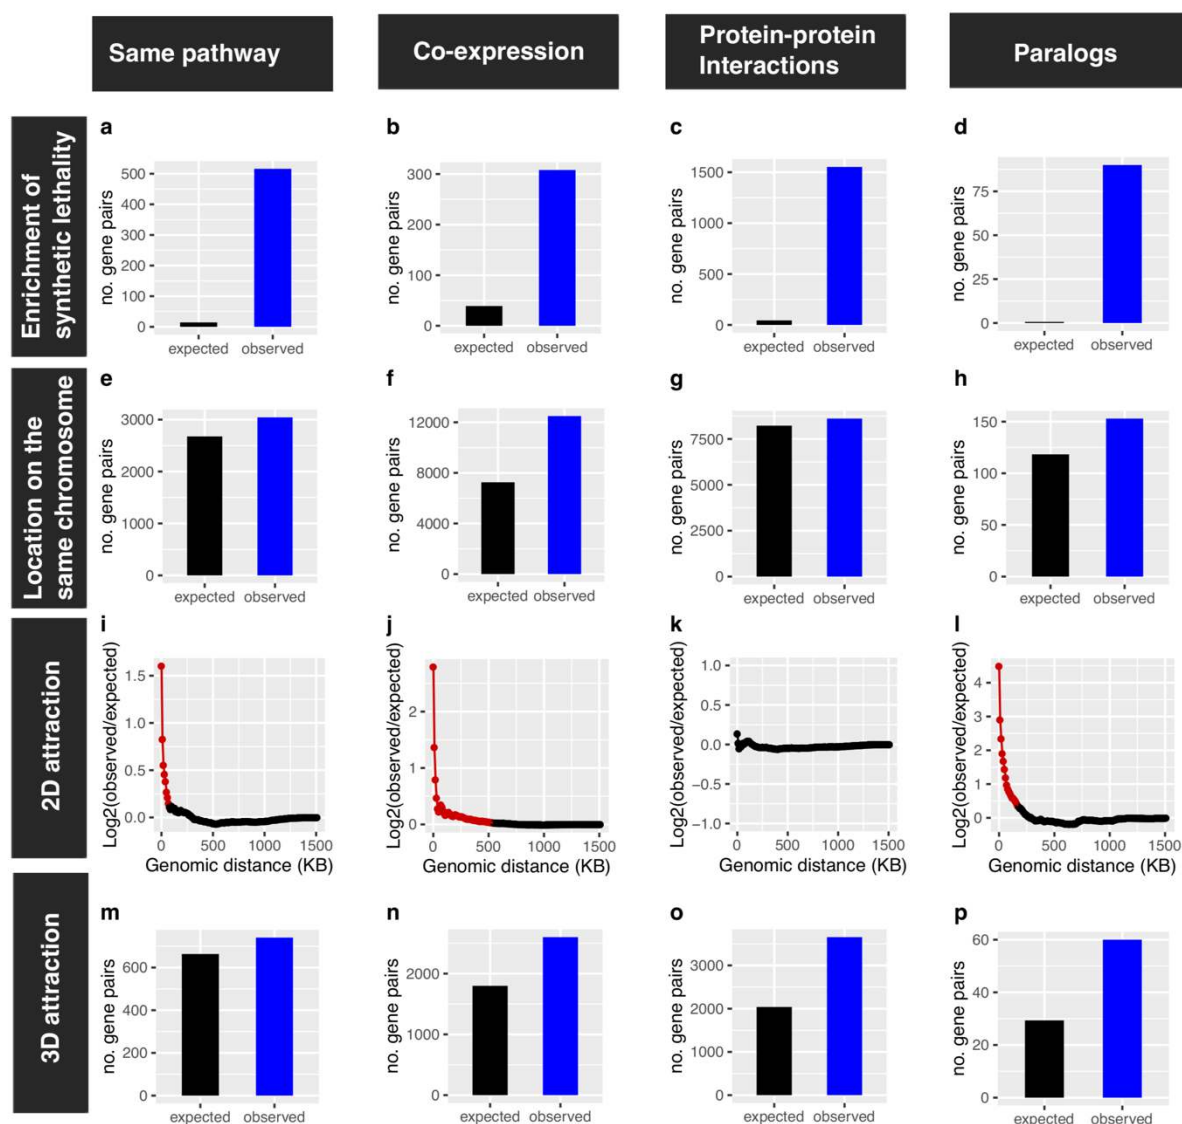 Same pathway
Co-expression
Protein-protein
Interactions
Paralogs
Enrichment of
synthetic lethality
a
no. gene pairs
500
400
300
200
100
0
expected observed
b
no. gene pairs
300
200
100
0
expected observed
c
no. gene pairs
1500
1000
500
0
expected observed
d
no. gene pairs
75
50
25
0
expected observed
Location on the
same chromosome
e
no. gene pairs
3000
2000
1000
0
expected observed
f
no. gene pairs
12000
8000
4000
0
expected observed
g
no. gene pairs
7500
5000
2500
0
expected observed
h
no. gene pairs
150
100
50
0
expected observed
2D attraction
i
Log2(observed/expected)
1.5
1.0
0.5
0.0
0 500 1000 1500
Genomic distance (KB)
j
Log2(observed/expected)
2
1
0
0 500 1000 1500
Genomic distance (KB)
k
Log2(observed/expected)
1.0
0.5
0.0
−0.5
−1.0
0 500 1000 1500
Genomic distance (KB)
l
Log2(observed/expected)
4
3
2
1
0
0 500 1000 1500
Genomic distance (KB)
3D attraction
m
no. gene pairs
600
400
200
0
expected observed
n
no. gene pairs
2000
1000
0
expected observed
o
no. gene pairs
3000
2000
1000
0
expected observed
p
no. gene pairs
60
40
20
0
expected observed